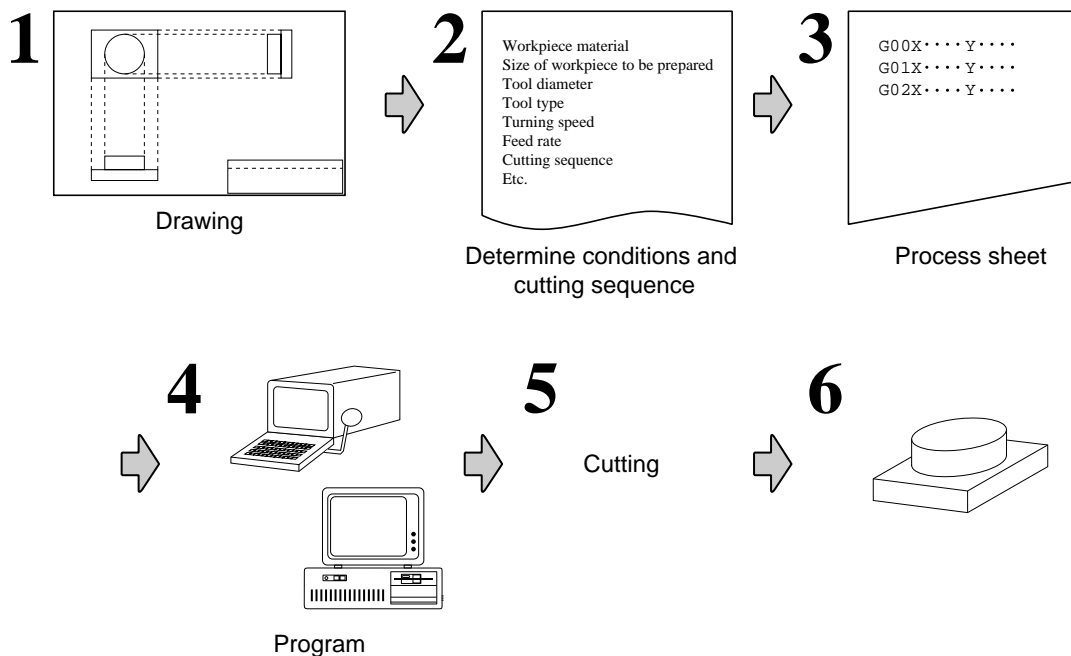 1
Drawing
2
Workpiece material
Size of workpiece to be prepared
Tool diameter
Tool type
Turning speed
Feed rate
Cutting sequence
Etc.
Determine conditions and
cutting sequence
3
G00X····Y····
G01X····Y····
G02X····Y····
Process sheet
4
Program
5
Cutting
6